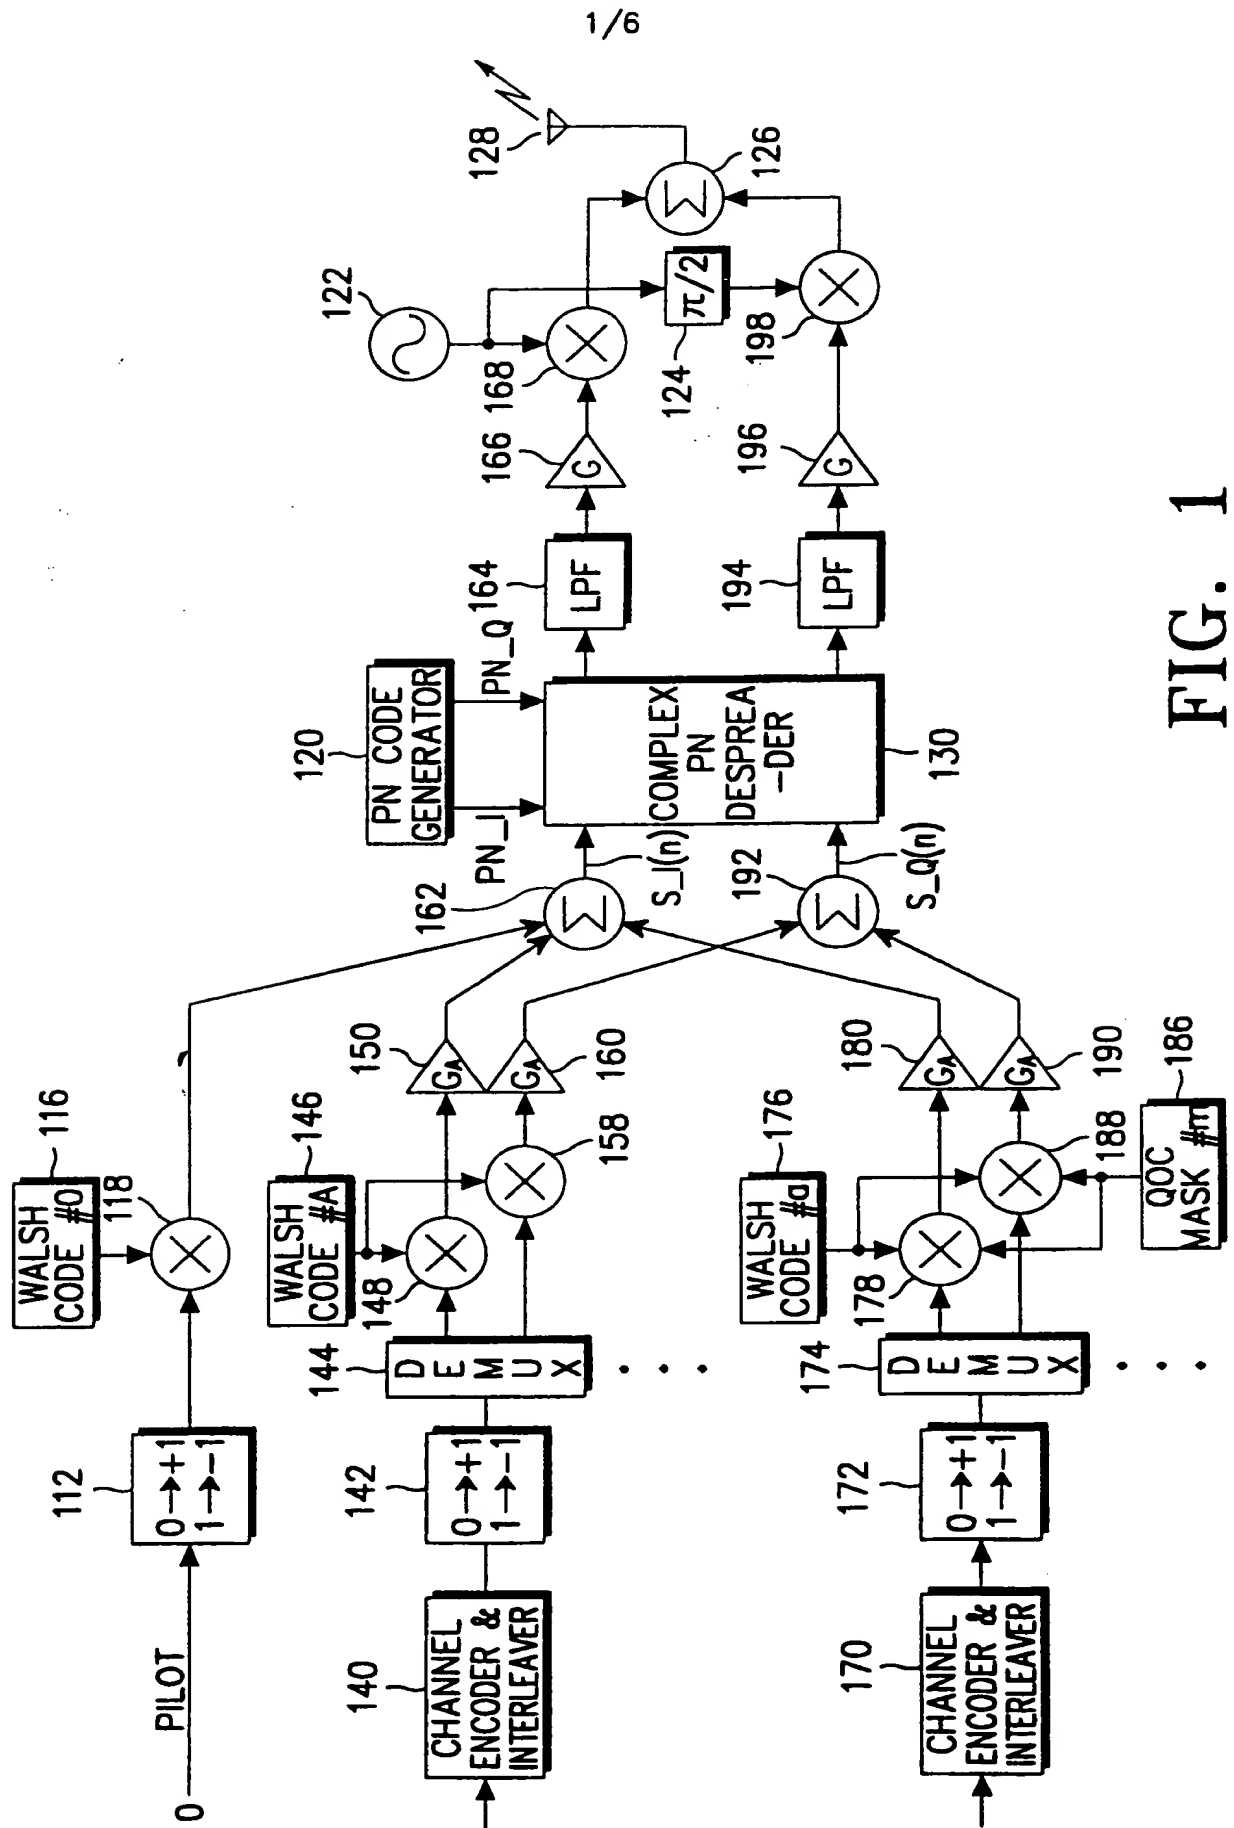 1/6
0
PILOT
112
0→+1
1→-1
116
WALSH
CODE #0
118
140
CHANNEL
ENCODER &
INTERLEAVER
142
0→+1
1→-1
144
DEMUX
146
WALSH
CODE #A
148
158
150
GA
GA
160
. . .
170
CHANNEL
ENCODER &
INTERLEAVER
172
0→+1
1→-1
174
DEMUX
176
WALSH
CODE #a
178
188
QOC
MASK #m
186
180
GA
GA
190
. . .
162
Σ
S_I(n)
192
Σ
S_Q(n)
120
PN CODE
GENERATOR
PN_I
PN_Q
COMPLEX
PN
DESPREA
-DER
130
164
LPF
194
LPF
166
G
196
G
122
168
124
π/2
198
126
Σ
128
FIG. 1